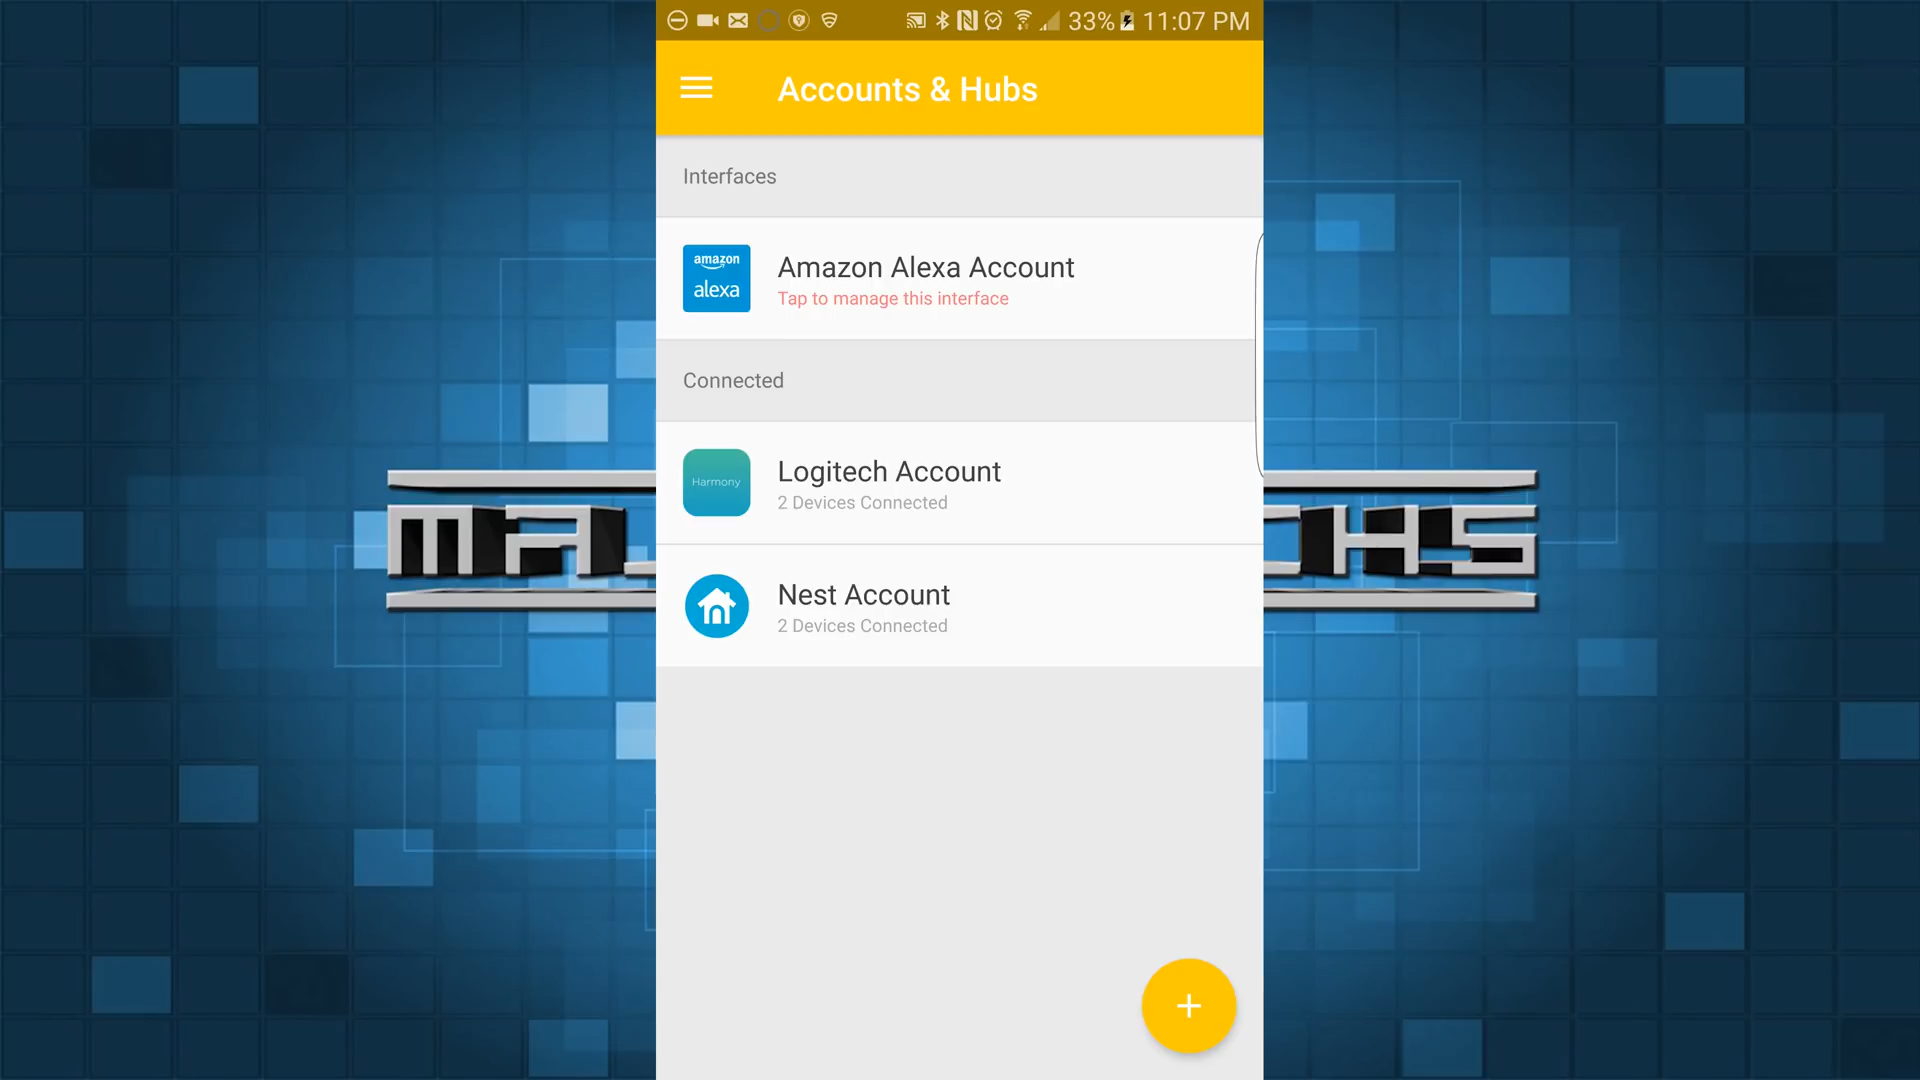 33% 11:07 PM
Accounts & Hubs
Interfaces
amazon
alexa
Amazon Alexa Account
Tap to manage this interface
Connected
Harmony
Logitech Account
2 Devices Connected
Nest Account
2 Devices Connected
+